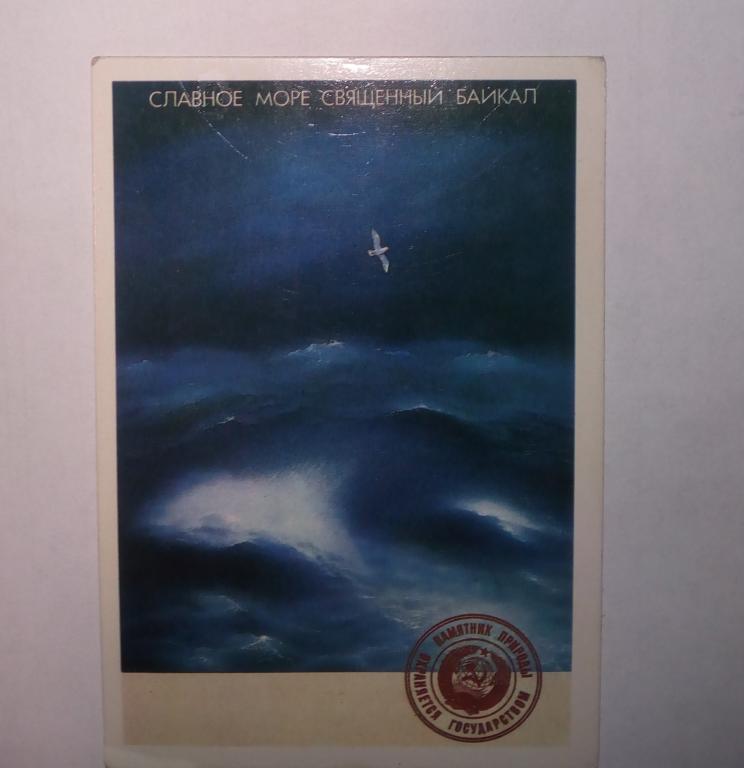 СЛАВНОЕ МОРЕ СВЯЩЕННЫЙ БАЙКАЛ
ПАМЯТНИК ПРИРОДЫ
ОХРАНЯЕТСЯ ГОСУДАРСТВОМ